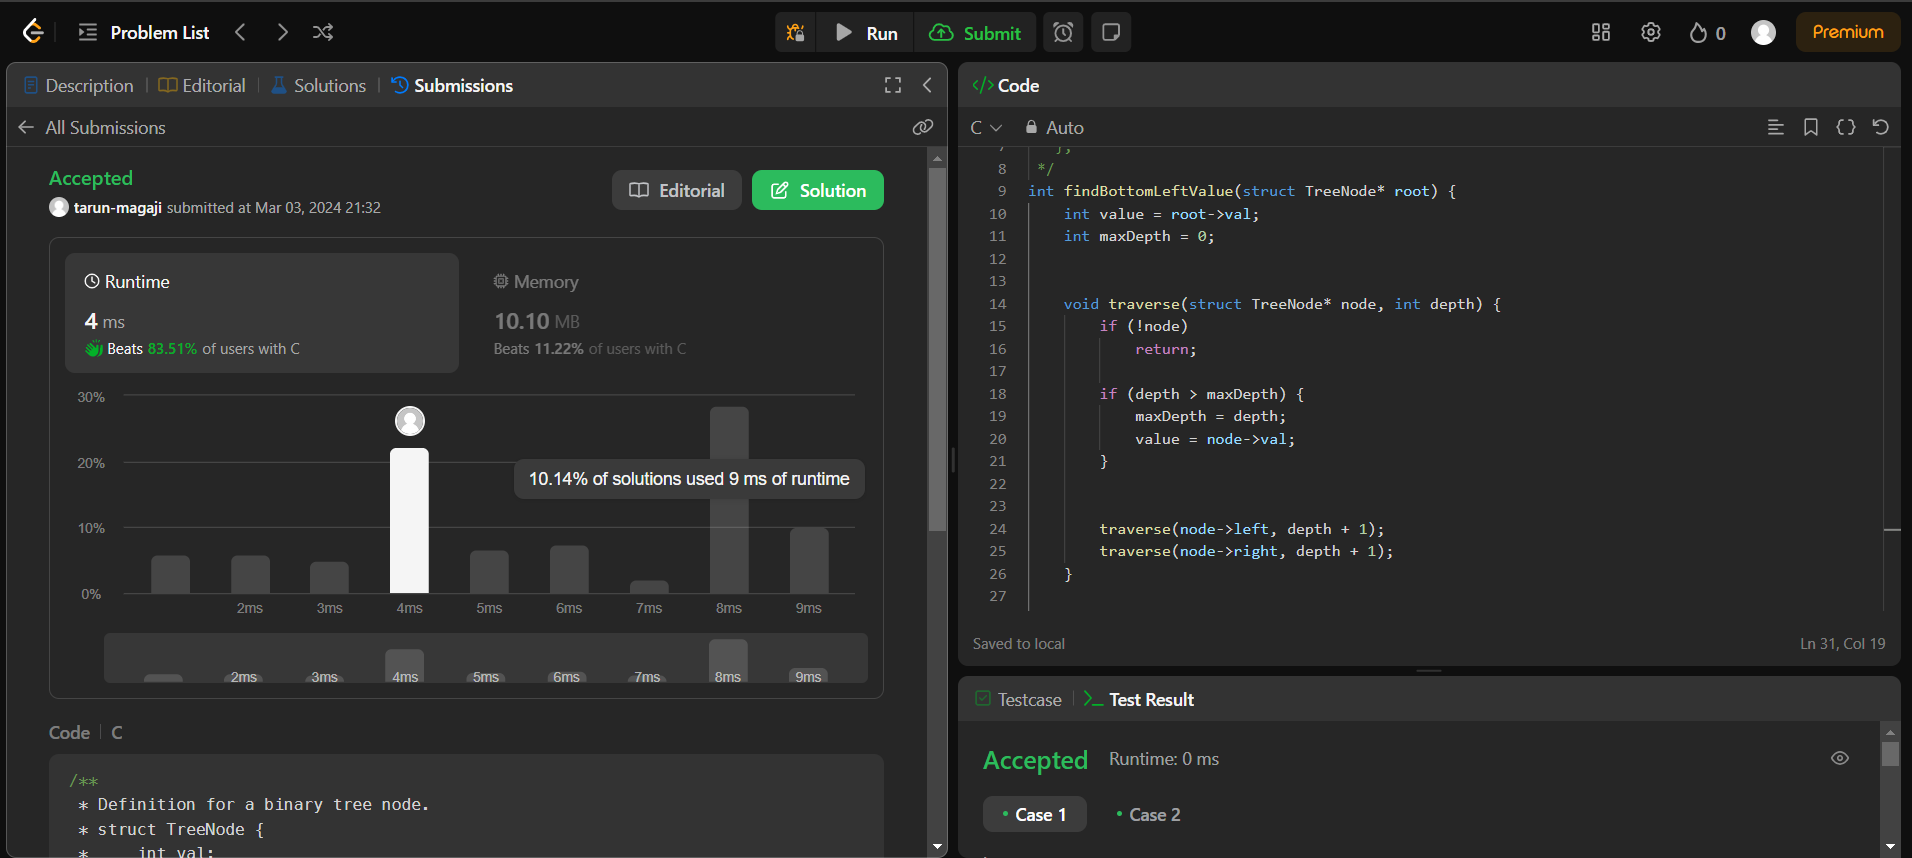 Problem List
Run
Submit
0
Premium
Description
Editorial
Solutions
Submissions
All Submissions
Accepted
tarun-magaji submitted at Mar 03, 2024 21:32
Editorial
Solution
Runtime
4 ms
Beats 83.51% of users with C
Memory
10.10 MB
Beats 11.22% of users with C
30%
20%
10%
0%
10.14% of solutions used 9 ms of runtime
2ms 3ms 4ms 5ms 6ms 7ms 8ms 9ms
2ms 3ms 4ms 5ms 6ms 7ms 8ms 9ms
Code C
/**
* Definition for a binary tree node.
* struct TreeNode {
* int val;
</> Code
C
Auto
7 };
8 */
9 int findBottomLeftValue(struct TreeNode* root) {
10 int value = root->val;
11 int maxDepth = 0;
12
13
14 void traverse(struct TreeNode* node, int depth) {
15 if (!node)
16 return;
17
18 if (depth > maxDepth) {
19 maxDepth = depth;
20 value = node->val;
21 }
22
23
24 traverse(node->left, depth + 1);
25 traverse(node->right, depth + 1);
26 }
27
Saved to local
Ln 31, Col 19
Testcase
Test Result
Accepted
Runtime: 0 ms
• Case 1
• Case 2